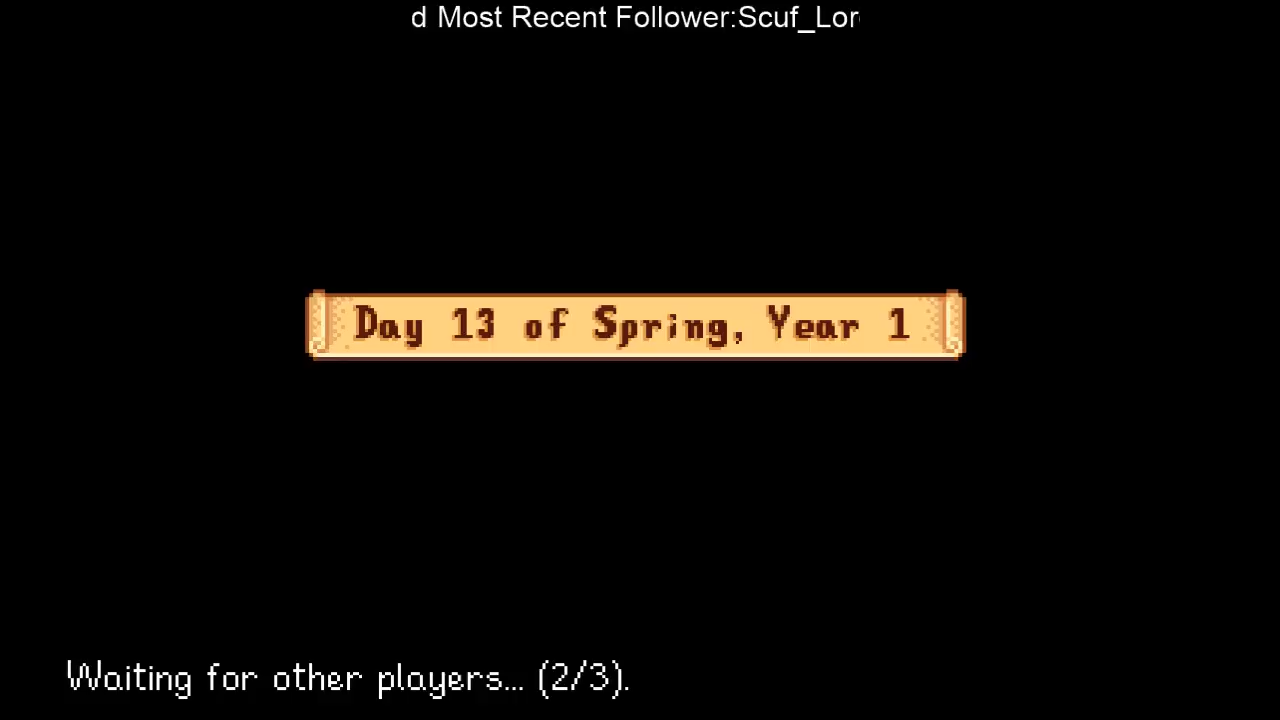 d Most Recent Follower:Scuf_Lor
Day 13 of Spring, Year 1
Waiting for other players... (2/3).